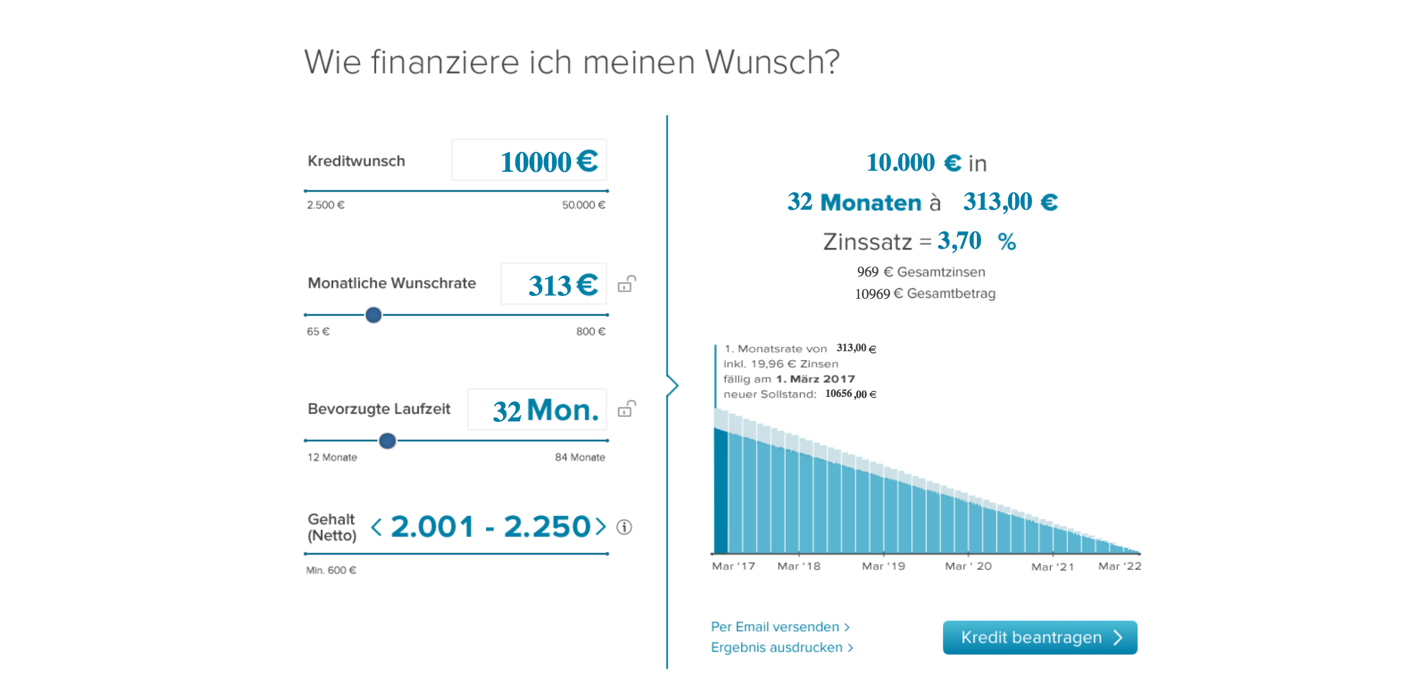 Wie finanziere ich meinen Wunsch?
Kreditwunsch 10000 €
2.500 € 50.000 €
Monatliche Wunschrate 313 €
65 € 800 €
Bevorzugte Laufzeit 32 Mon.
12 Monate 84 Monate
Gehalt
(Netto) < 2.001 - 2.250 >
Min. 600 €
10.000 € in
32 Monaten à 313,00 €
Zinssatz = 3,70 %
969 € Gesamtzinsen
10969 € Gesamtbetrag
1. Monatsrate von 313,00 €
inkl. 19,96 € Zinsen
fällig am 1. März 2017
neuer Sollstand: 10656,00 €
Mar '17 Mar '18 Mar '19 Mar ' 20 Mar '21 Mar '22
Per Email versenden >
Ergebnis ausdrucken >
Kredit beantragen >